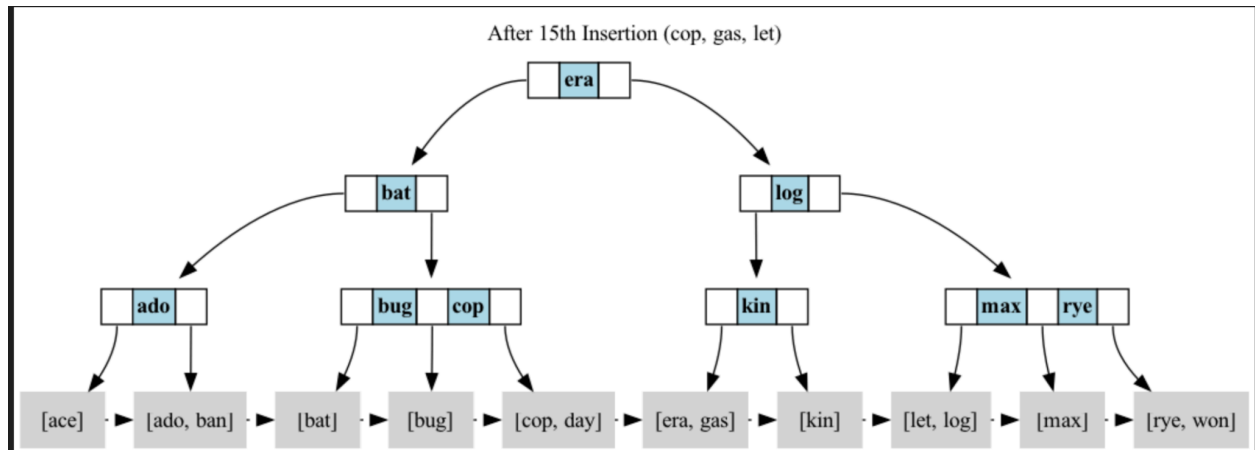 After 15th Insertion (cop, gas, let)
era
bat
log
ado
bug cop
kin
max rye
[ace]
[ado, ban]
[bat]
[bug]
[cop, day]
[era, gas]
[kin]
[let, log]
[max]
[rye, won]